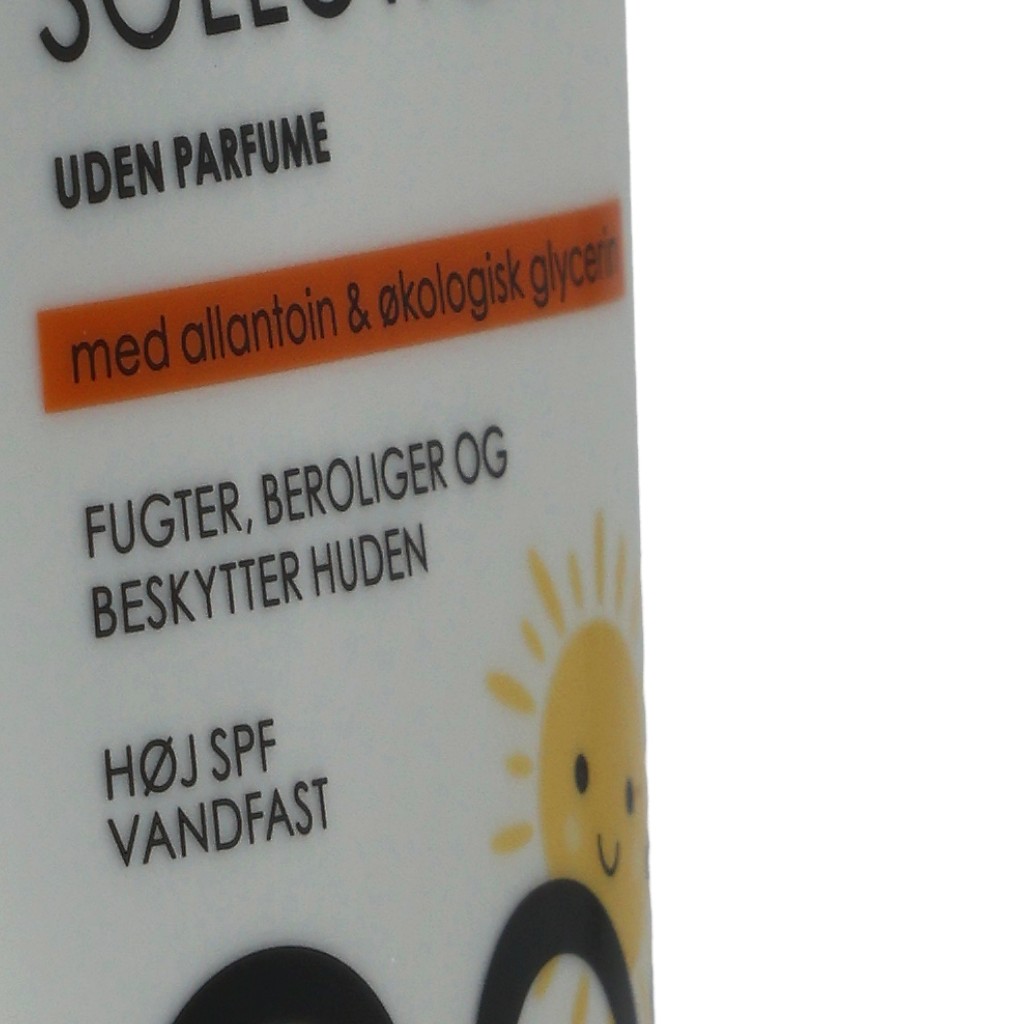 UDEN PARFUME
med allantoin & økologisk glycerin
FUGTER, BEROLIGER OG
BESKYTTER HUDEN
HØJ SPF
VANDFAST